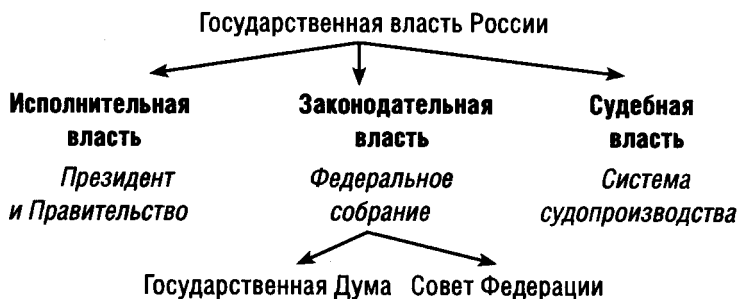 Государственная власть России
Исполнительная власть
Президент и Правительство
Законодательная власть
Федеральное собрание
Судебная власть
Система судопроизводства
Государственная Дума
Совет Федерации